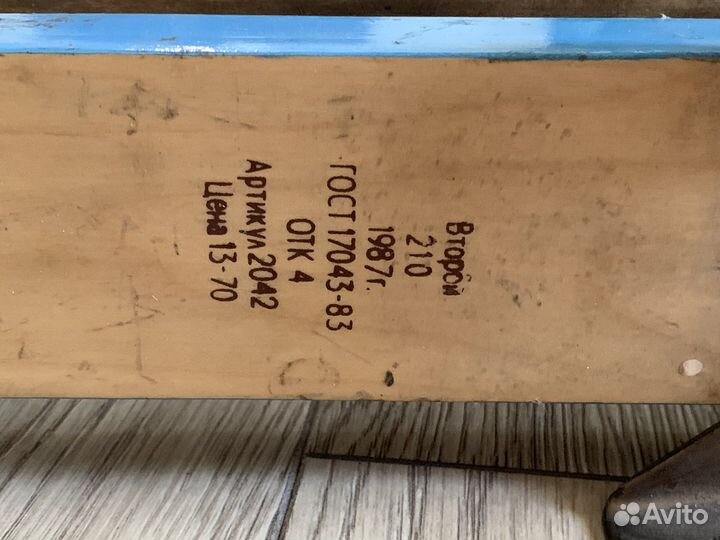 Второй
210
1987г.
ГОСТ 17043-83
ОТК 4
Артикул 2042
Цена 13-70
Avito